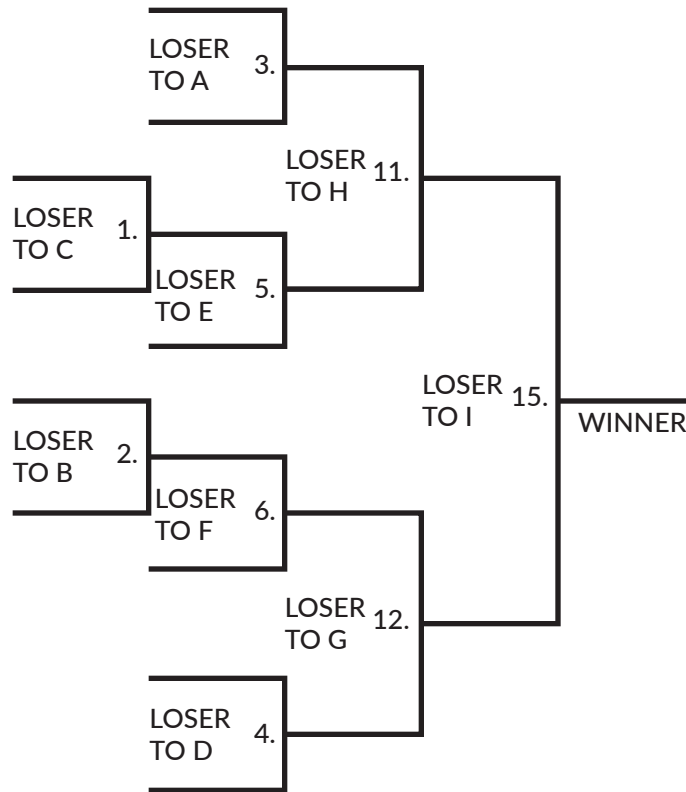 LOSER
TO A
3.
LOSER
TO H
11.
LOSER
TO C
1.
LOSER
TO E
5.
LOSER
TO I
15.
WINNER
LOSER
TO B
2.
LOSER
TO F
6.
LOSER
TO G
12.
LOSER
TO D
4.